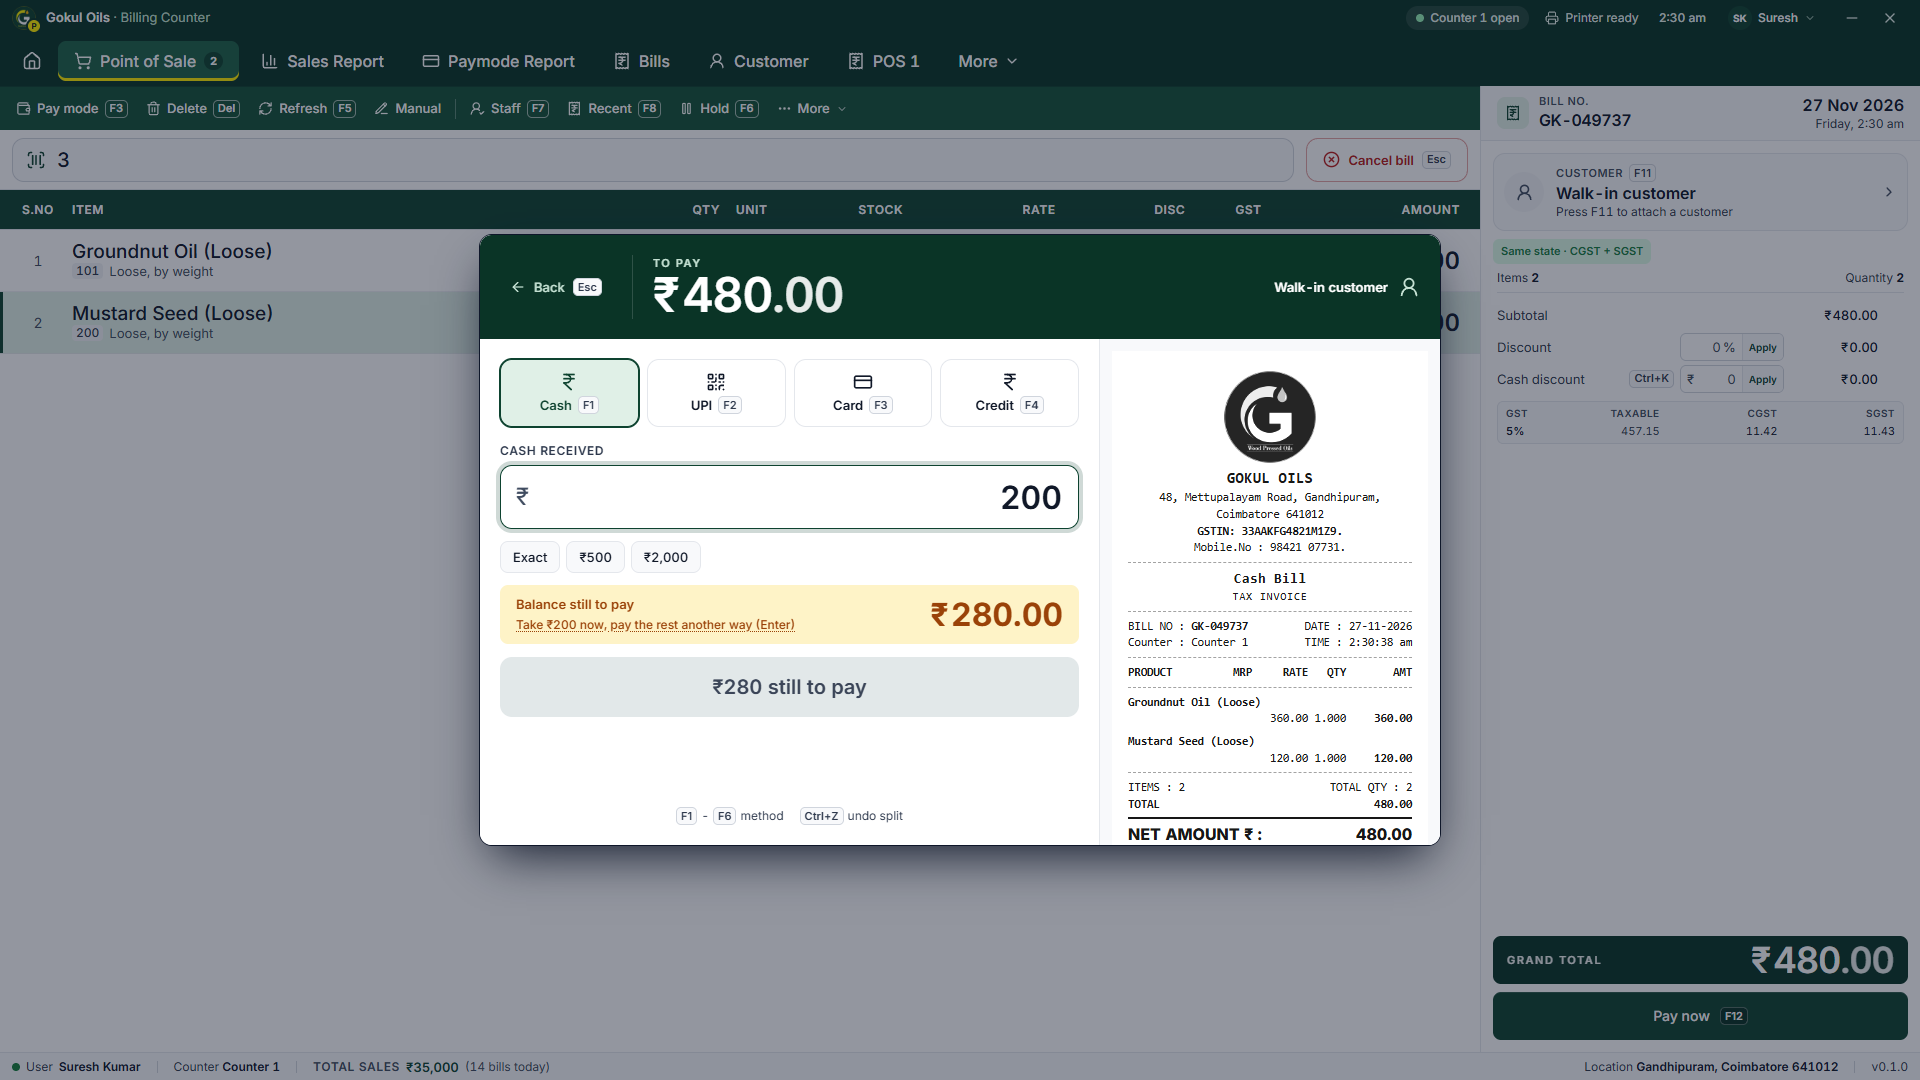 Gokul Oils · Billing Counter
Counter 1 open
Printer ready
2:30 am
SK Suresh
Point of Sale 2
Sales Report
Paymode Report
Bills
Customer
POS 1
More
Pay mode F3
Delete Del
Refresh F5
Manual
Staff F7
Recent F8
Hold F6
More
BILL NO.
GK-049737
27 Nov 2026
Friday, 2:30 am
3
Cancel bill Esc
CUSTOMER F11
Walk-in customer
Press F11 to attach a customer
S.NO ITEM QTY UNIT STOCK RATE DISC GST AMOUNT
1 Groundnut Oil (Loose)
101 Loose, by weight
2 Mustard Seed (Loose)
200 Loose, by weight
Same state · CGST + SGST
Items 2 Quantity 2
Subtotal ₹480.00
Discount 0 % Apply ₹0.00
Cash discount Ctrl+K ₹ 0 Apply ₹0.00
GST TAXABLE CGST SGST
5% 457.15 11.42 11.43
GRAND TOTAL ₹480.00
Pay now F12
Back Esc
TO PAY
₹480.00
Walk-in customer
Cash F1
UPI F2
Card F3
Credit F4
CASH RECEIVED
₹ 200
Exact ₹500 ₹2,000
Balance still to pay
Take ₹200 now, pay the rest another way (Enter)
₹280.00
₹280 still to pay
F1 - F6 method Ctrl+Z undo split
G
Wood Pressed Oils
GOKUL OILS
48, Mettupalayam Road, Gandhipuram,
Coimbatore 641012
GSTIN: 33AAKFG4821M1Z9.
Mobile.No : 98421 07731.
Cash Bill
TAX INVOICE
BILL NO : GK-049737 DATE : 27-11-2026
Counter : Counter 1 TIME : 2:30:38 am
PRODUCT MRP RATE QTY AMT
Groundnut Oil (Loose)
360.00 1.000 360.00
Mustard Seed (Loose)
120.00 1.000 120.00
ITEMS : 2 TOTAL QTY : 2
TOTAL 480.00
NET AMOUNT ₹ : 480.00
User Suresh Kumar
Counter Counter 1
TOTAL SALES ₹35,000 (14 bills today)
Location Gandhipuram, Coimbatore 641012
v0.1.0